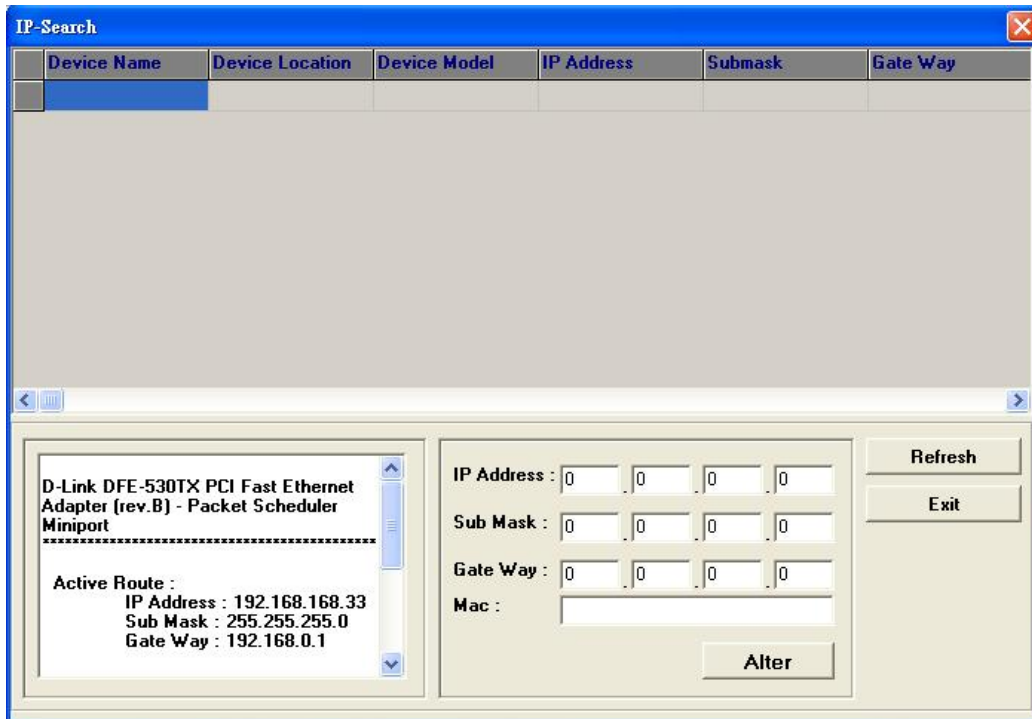 IP-Search
Device Name Device Location Device Model IP Address Submask Gate Way
D-Link DFE-530TX PCI Fast Ethernet
Adapter (rev.B) - Packet Scheduler
Miniport
********************************************
Active Route :
IP Address : 192.168.168.33
Sub Mask : 255.255.255.0
Gate Way : 192.168.0.1
IP Address : 0 . 0 . 0 . 0
Sub Mask : 0 . 0 . 0 . 0
Gate Way : 0 . 0 . 0 . 0
Mac :
Alter
Refresh
Exit